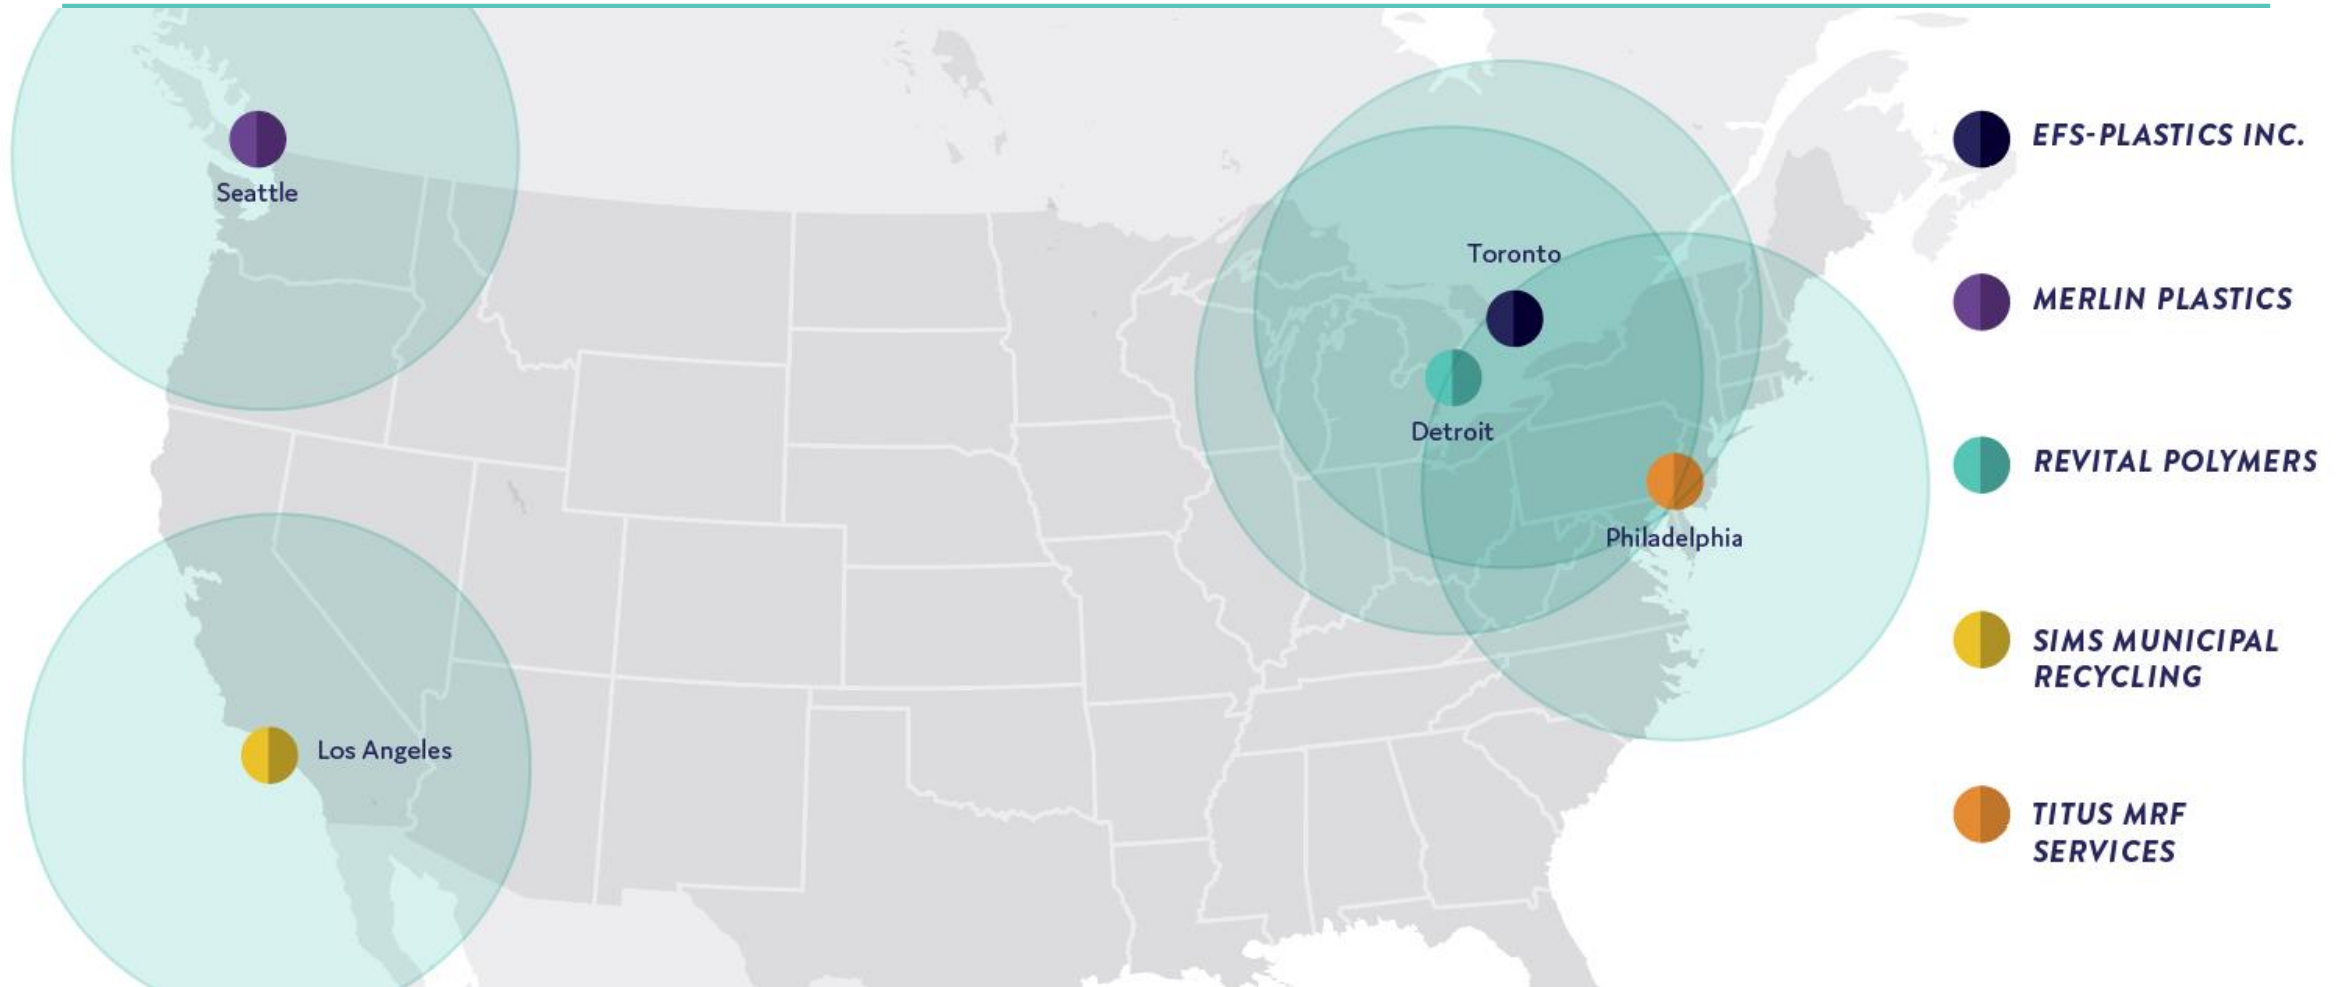 Seattle
Toronto
Detroit
Philadelphia
Los Angeles
EFS-PLASTICS INC.
MERLIN PLASTICS
REVITAL POLYMERS
SIMS MUNICIPAL
RECYCLING
TITUS MRF
SERVICES